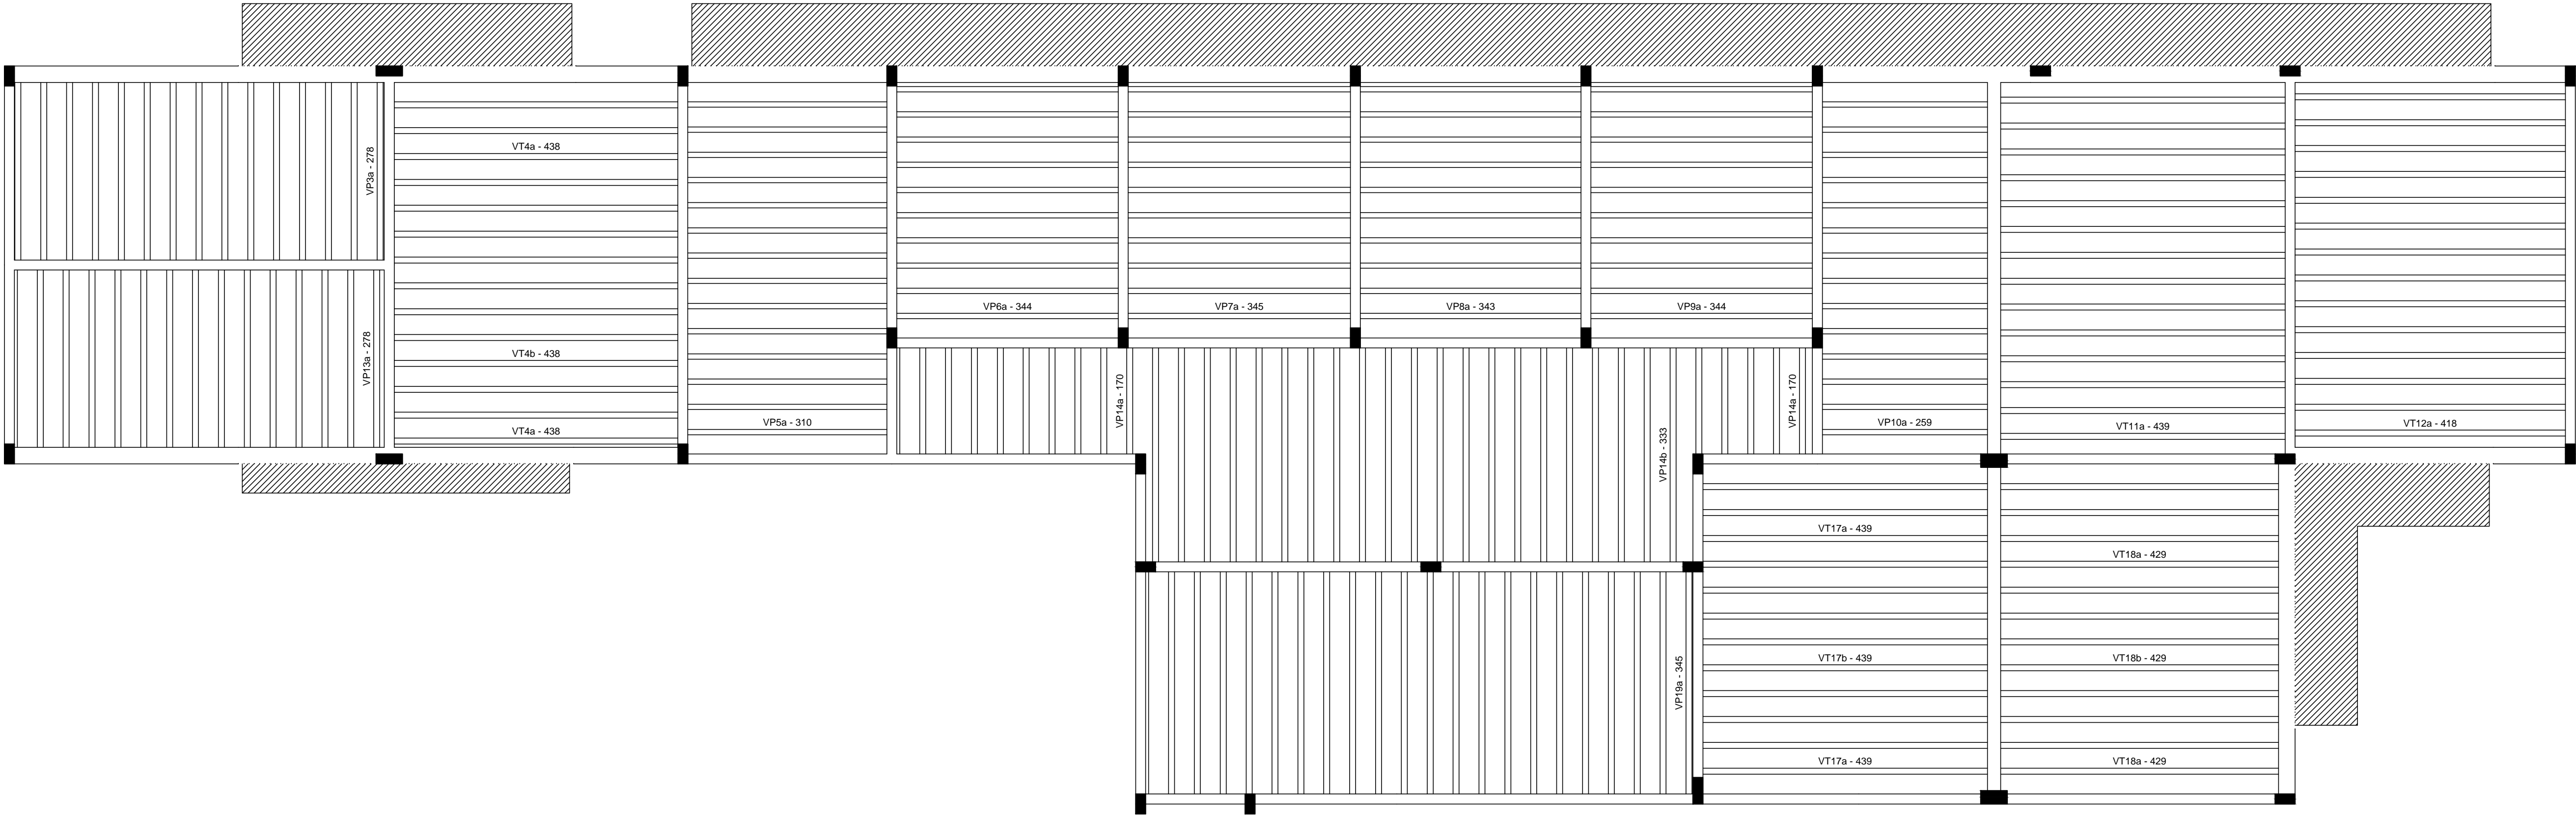 VP3a - 278
VT4a - 438
VP6a - 344
VP7a - 345
VP8a - 343
VP9a - 344
VP13a - 278
VT4b - 438
VT4a - 438
VP5a - 310
VP14a - 170
VP14b - 333
VP14a - 170
VP10a - 259
VT11a - 439
VT12a - 418
VT17a - 439
VT18a - 429
VP19a - 345
VT17b - 439
VT18b - 429
VT17a - 439
VT18a - 429